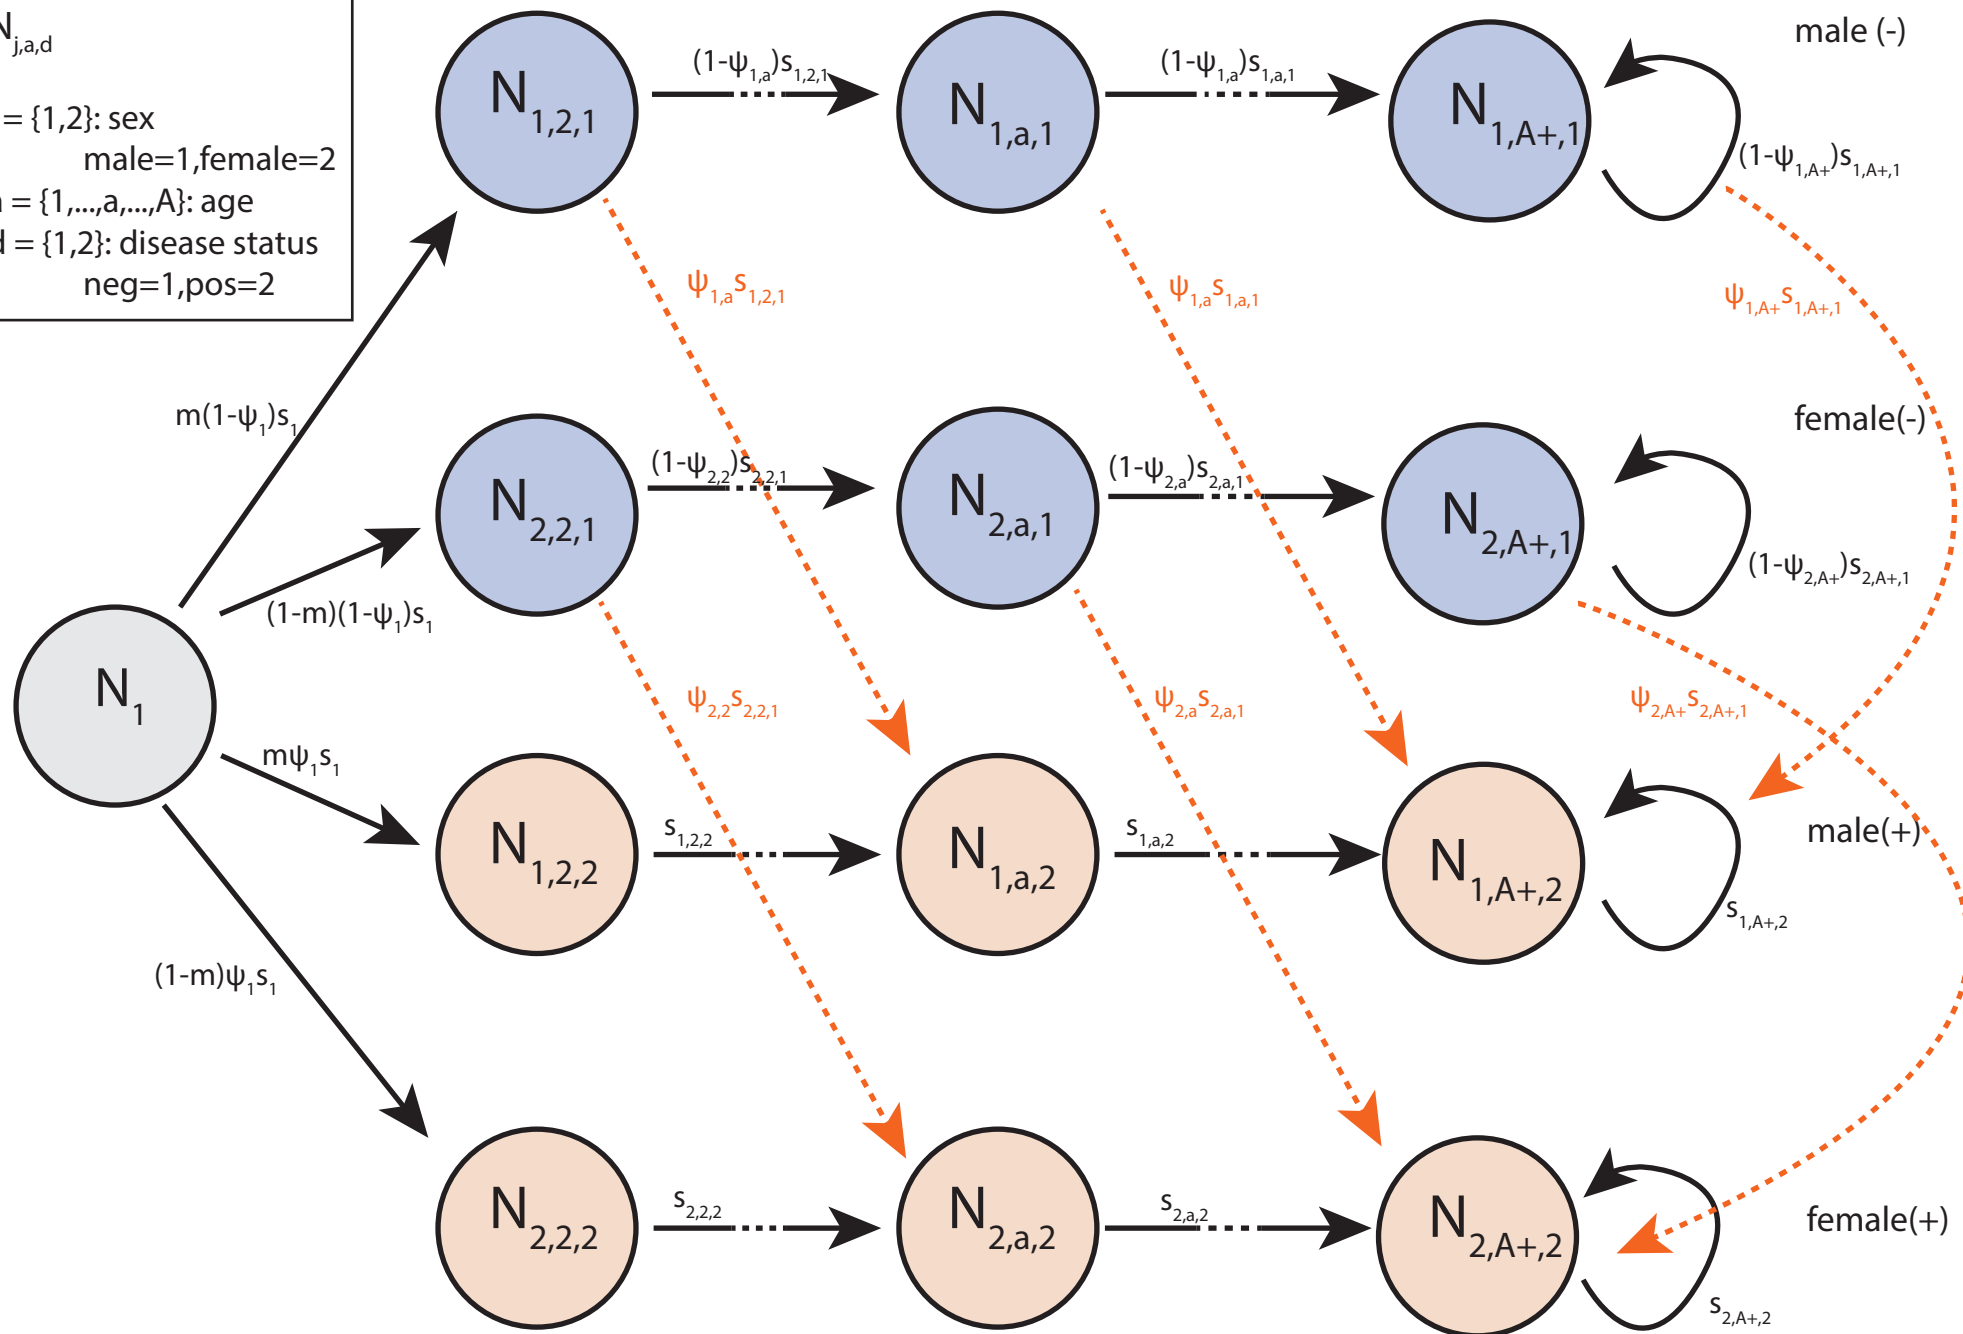 N_{j,a,d}
= {1,2}: sex
male=1,female=2
= {1,...,a,...,A}: age
d = {1,2}: disease status
neg=1,pos=2
N_{1,2,1}
(1-ψ_{1,a})s_{1,2,1}
N_{1,a,1}
(1-ψ_{1,a})s_{1,a,1}
N_{1,A+,1}
male (-)
(1-ψ_{1,A+})s_{1,A+,1}
ψ_{1,a}s_{1,2,1}
ψ_{1,a}s_{1,a,1}
ψ_{1,A+}s_{1,A+,1}
m(1-ψ_1)s_1
female(-)
N_{2,2,1}
(1-ψ_{2,2})s_{2,2,1}
N_{2,a,1}
(1-ψ_{2,a})s_{2,a,1}
N_{2,A+,1}
(1-ψ_{2,A+})s_{2,A+,1}
(1-m)(1-ψ_1)s_1
N_1
ψ_{2,2}s_{2,2,1}
ψ_{2,a}s_{2,a,1}
ψ_{2,A+}s_{2,A+,1}
mψ_1s_1
N_{1,2,2}
s_{1,2,2}
N_{1,a,2}
s_{1,a,2}
N_{1,A+,2}
male(+)
s_{1,A+,2}
(1-m)ψ_1s_1
N_{2,2,2}
s_{2,2,2}
N_{2,a,2}
s_{2,a,2}
N_{2,A+,2}
female(+)
s_{2,A+,2}